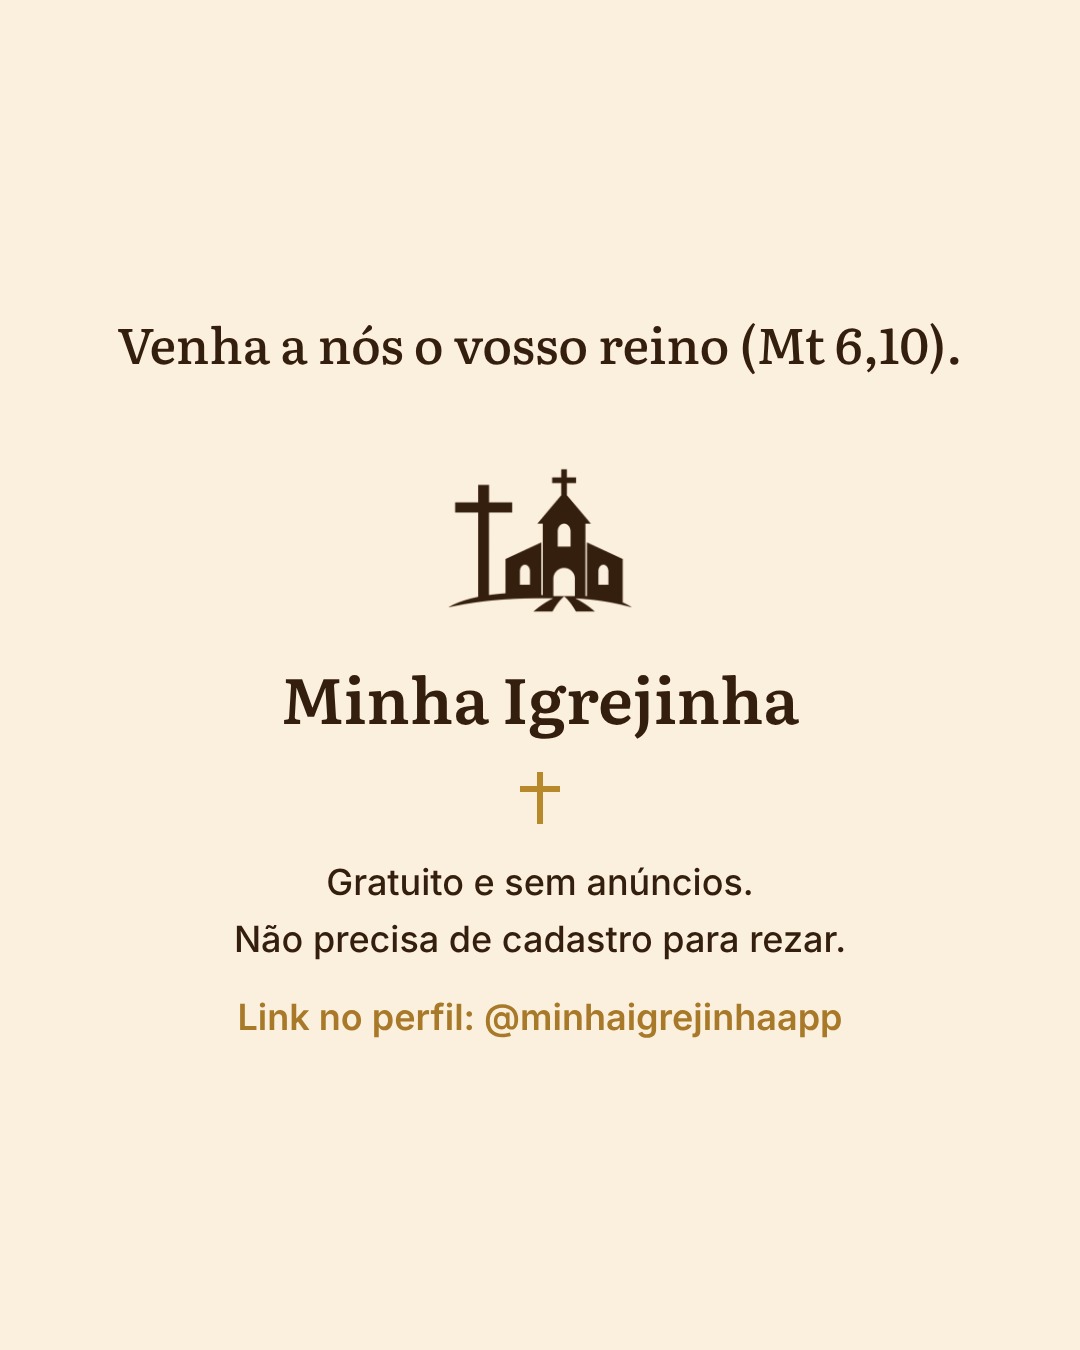 Venha a nós o vosso reino (Mt 6,10).
Minha Igrejinha
Gratuito e sem anúncios.
Não precisa de cadastro para rezar.
Link no perfil: @minhaigrejinhaapp